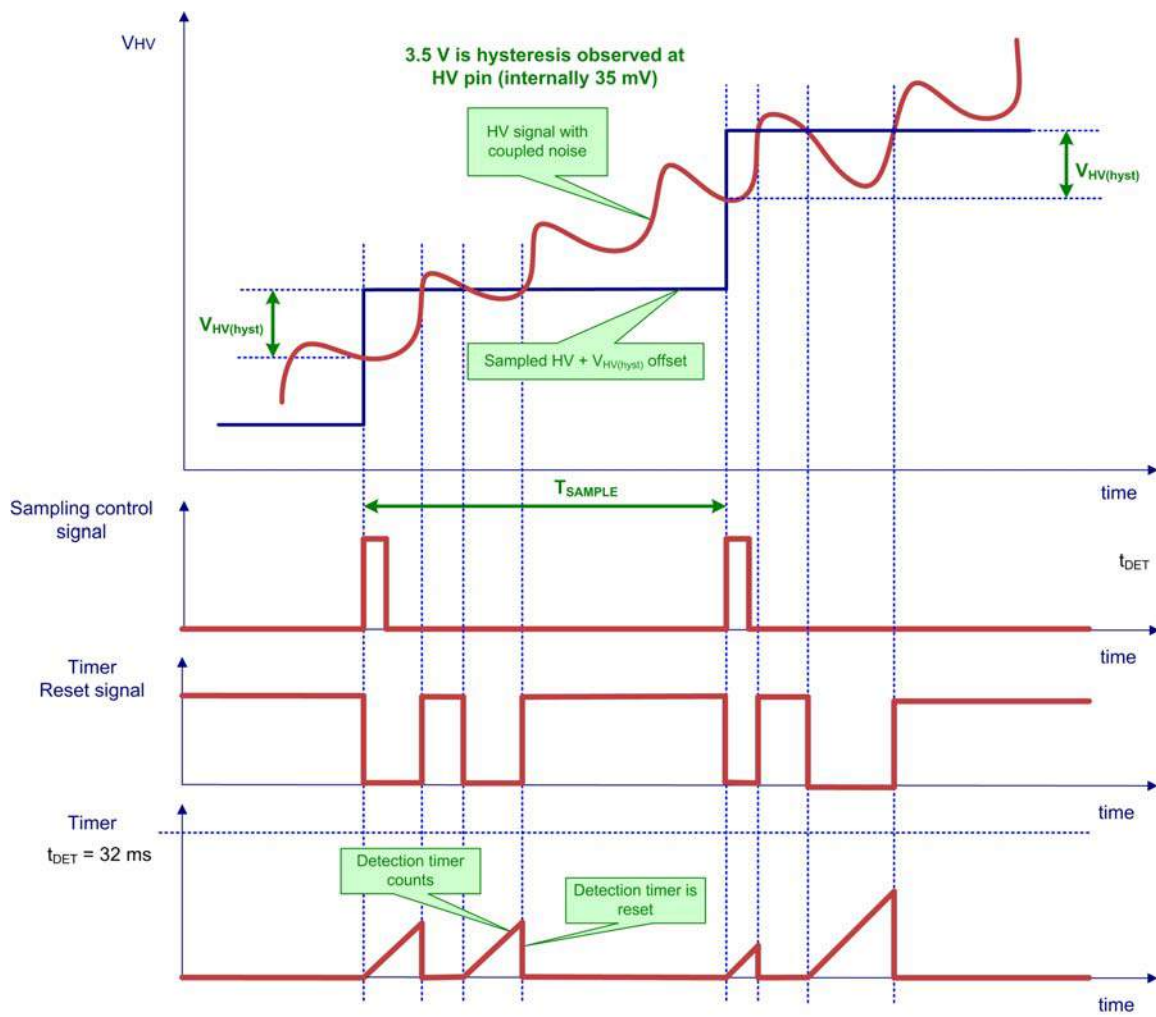 VHV
3.5 V is hysteresis observed at
HV pin (internally 35 mV)
HV signal with
coupled noise
VHV(hyst)
VHV(hyst)
Sampled HV + VHV(hyst) offset
time
TSAMPLE
Sampling control
signal
tDET
time
Timer
Reset signal
time
Timer
tDET = 32 ms
Detection timer
counts
Detection timer is
reset
time